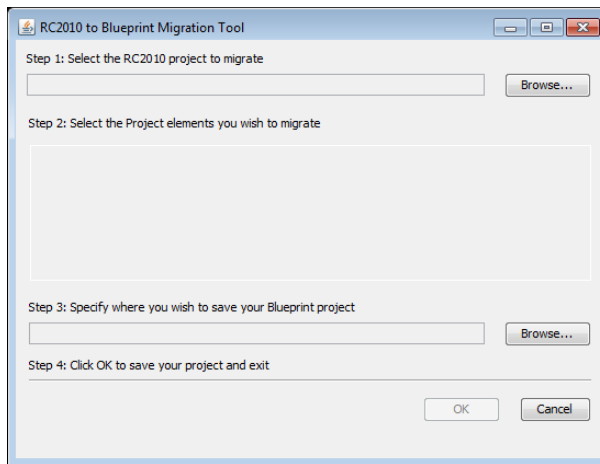 RC2010 to Blueprint Migration Tool
Step 1: Select the RC2010 project to migrate
Browse...
Step 2: Select the Project elements you wish to migrate
Step 3: Specify where you wish to save your Blueprint project
Browse...
Step 4: Click OK to save your project and exit
OK Cancel